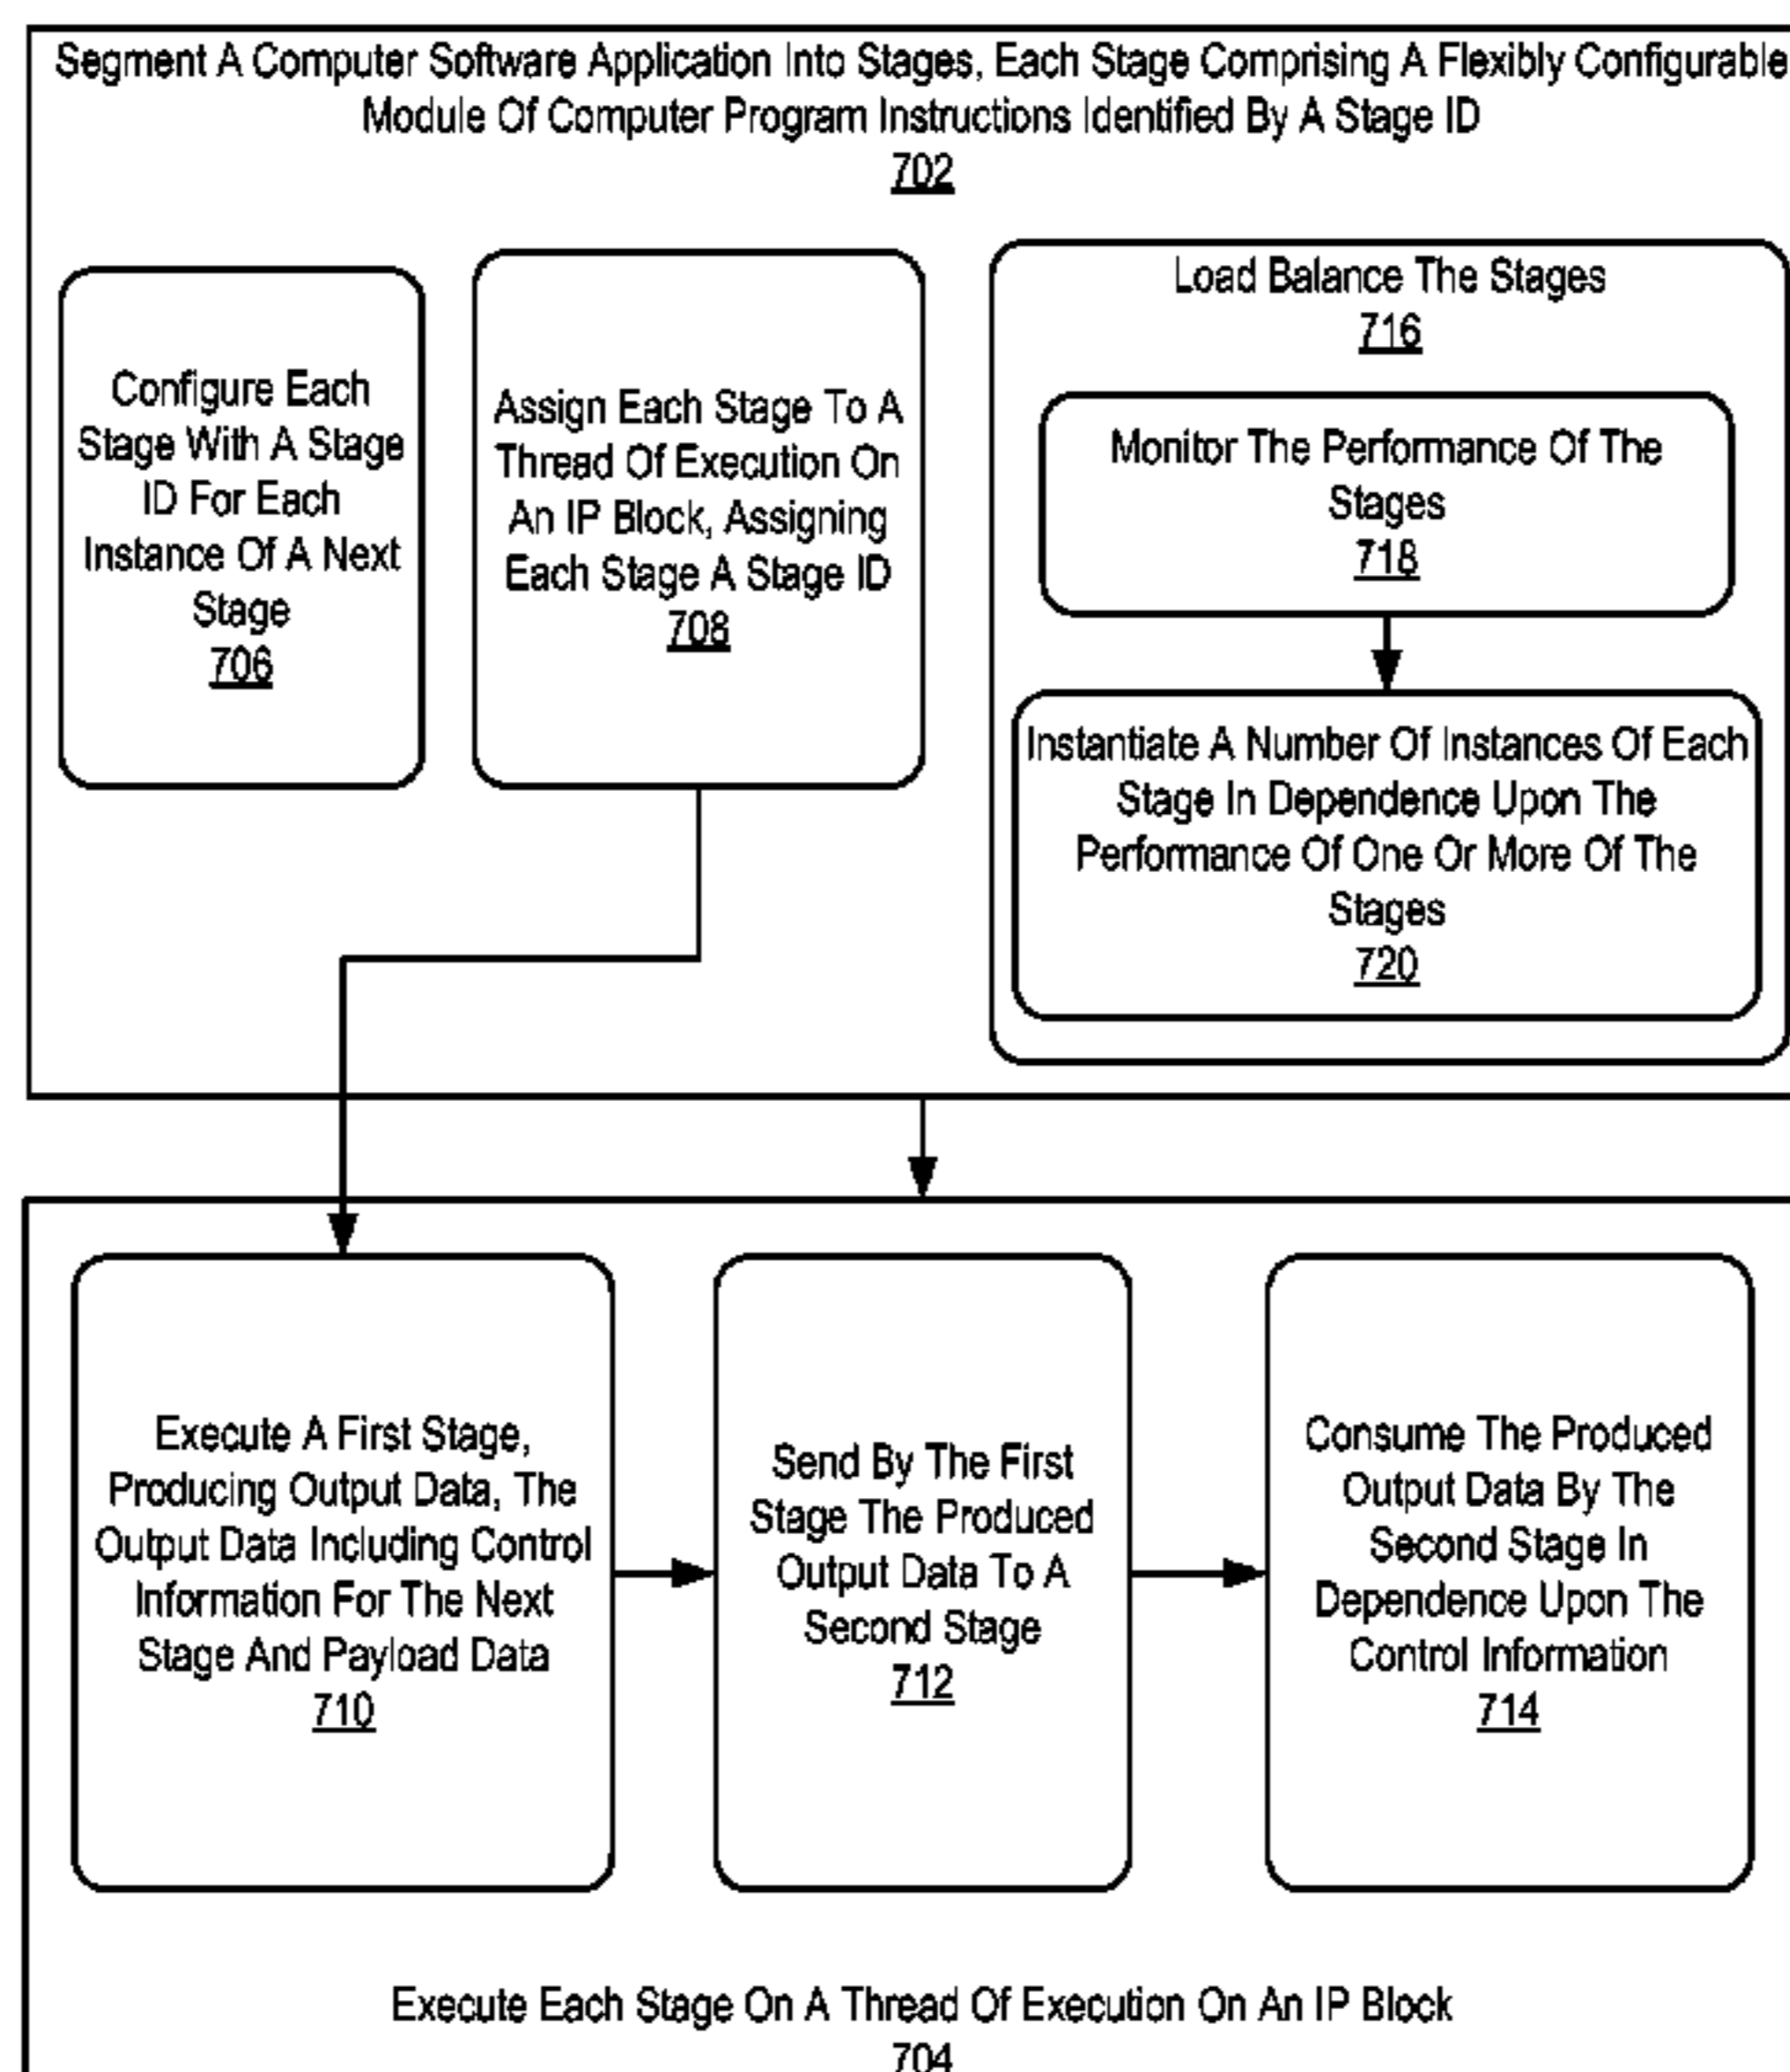 Segment A Computer Software Application Into Stages, Each Stage Comprising A Flexibly Configurable
Module Of Computer Program Instructions Identified By A Stage ID
702
Configure Each
Stage With A Stage
ID For Each
Instance Of A Next
Stage
706
Assign Each Stage To A
Thread Of Execution On
An IP Block, Assigning
Each Stage A Stage ID
708
Load Balance The Stages
716
Monitor The Performance Of The
Stages
718
Instantiate A Number Of Instances Of Each
Stage In Dependence Upon The
Performance Of One Or More Of The
Stages
720
Execute A First Stage,
Producing Output Data, The
Output Data Including Control
Information For The Next
Stage And Payload Data
710
Send By The First
Stage The Produced
Output Data To A
Second Stage
712
Consume The Produced
Output Data By The
Second Stage In
Dependence Upon The
Control Information
714
Execute Each Stage On A Thread Of Execution On An IP Block
704